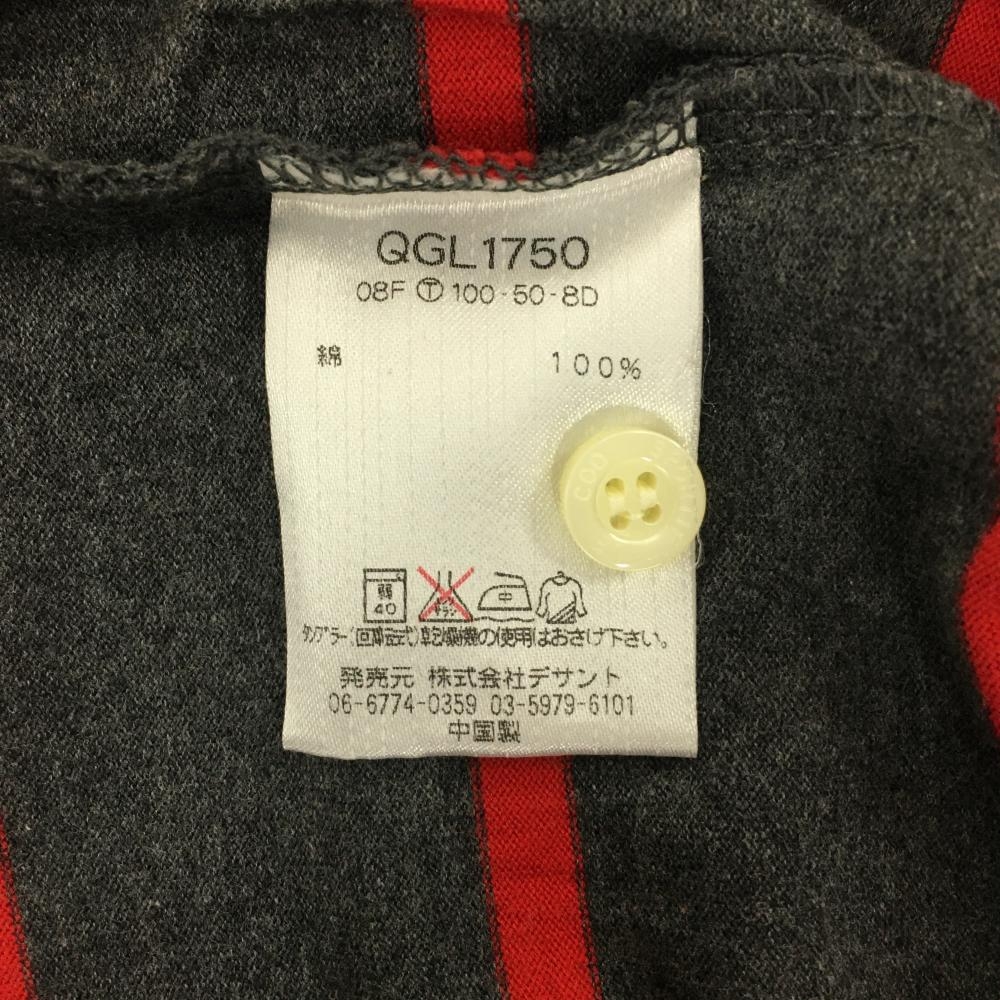 QGL1750
08F Ⓣ 100-50-8D
綿 100%
弱
40
中
タンブラー(回転式)乾燥機の使用はおさけ下さい。
発売元 株式会社デサント
06-6774-0359 03-5979-6101
中国製